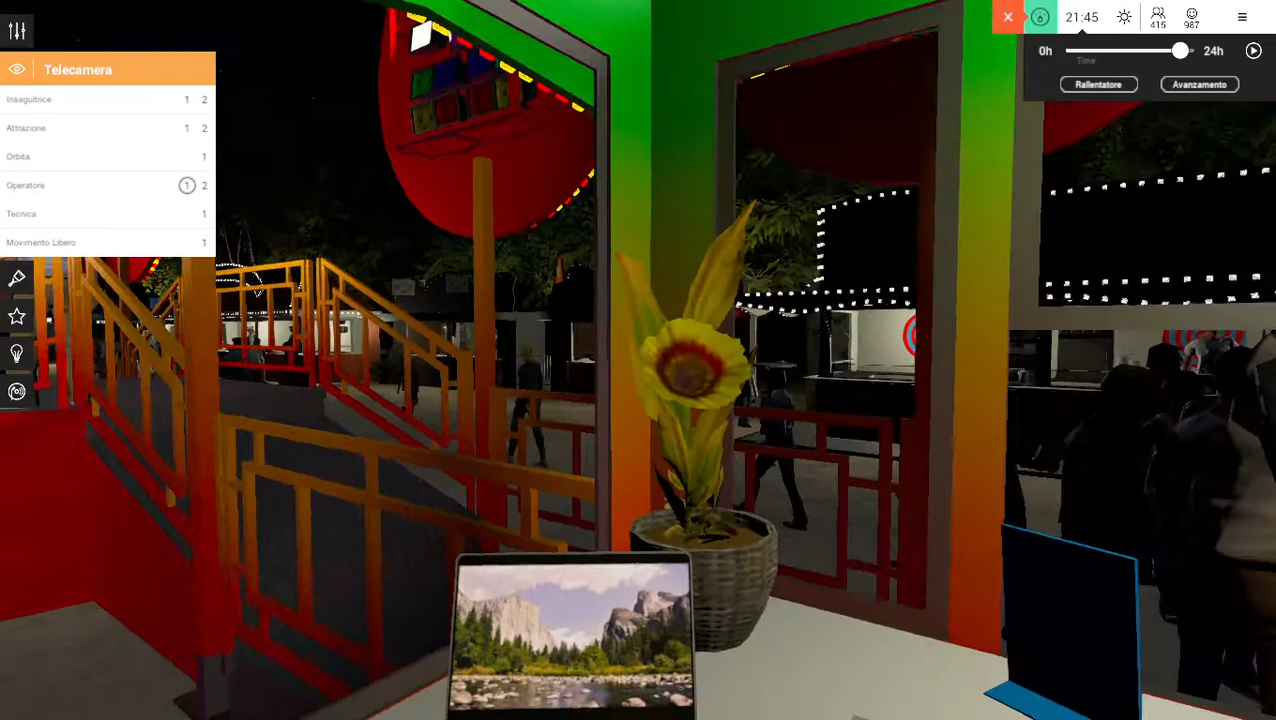 Telecamera
Inseguitrice 1 2
Attrazione 1 2
Orbita 1
Operatore 1 2
Tecnica 1
Movimento Libero 1
21:45
415
987
0h
24h
Time
Rallentatore
Avanzamento